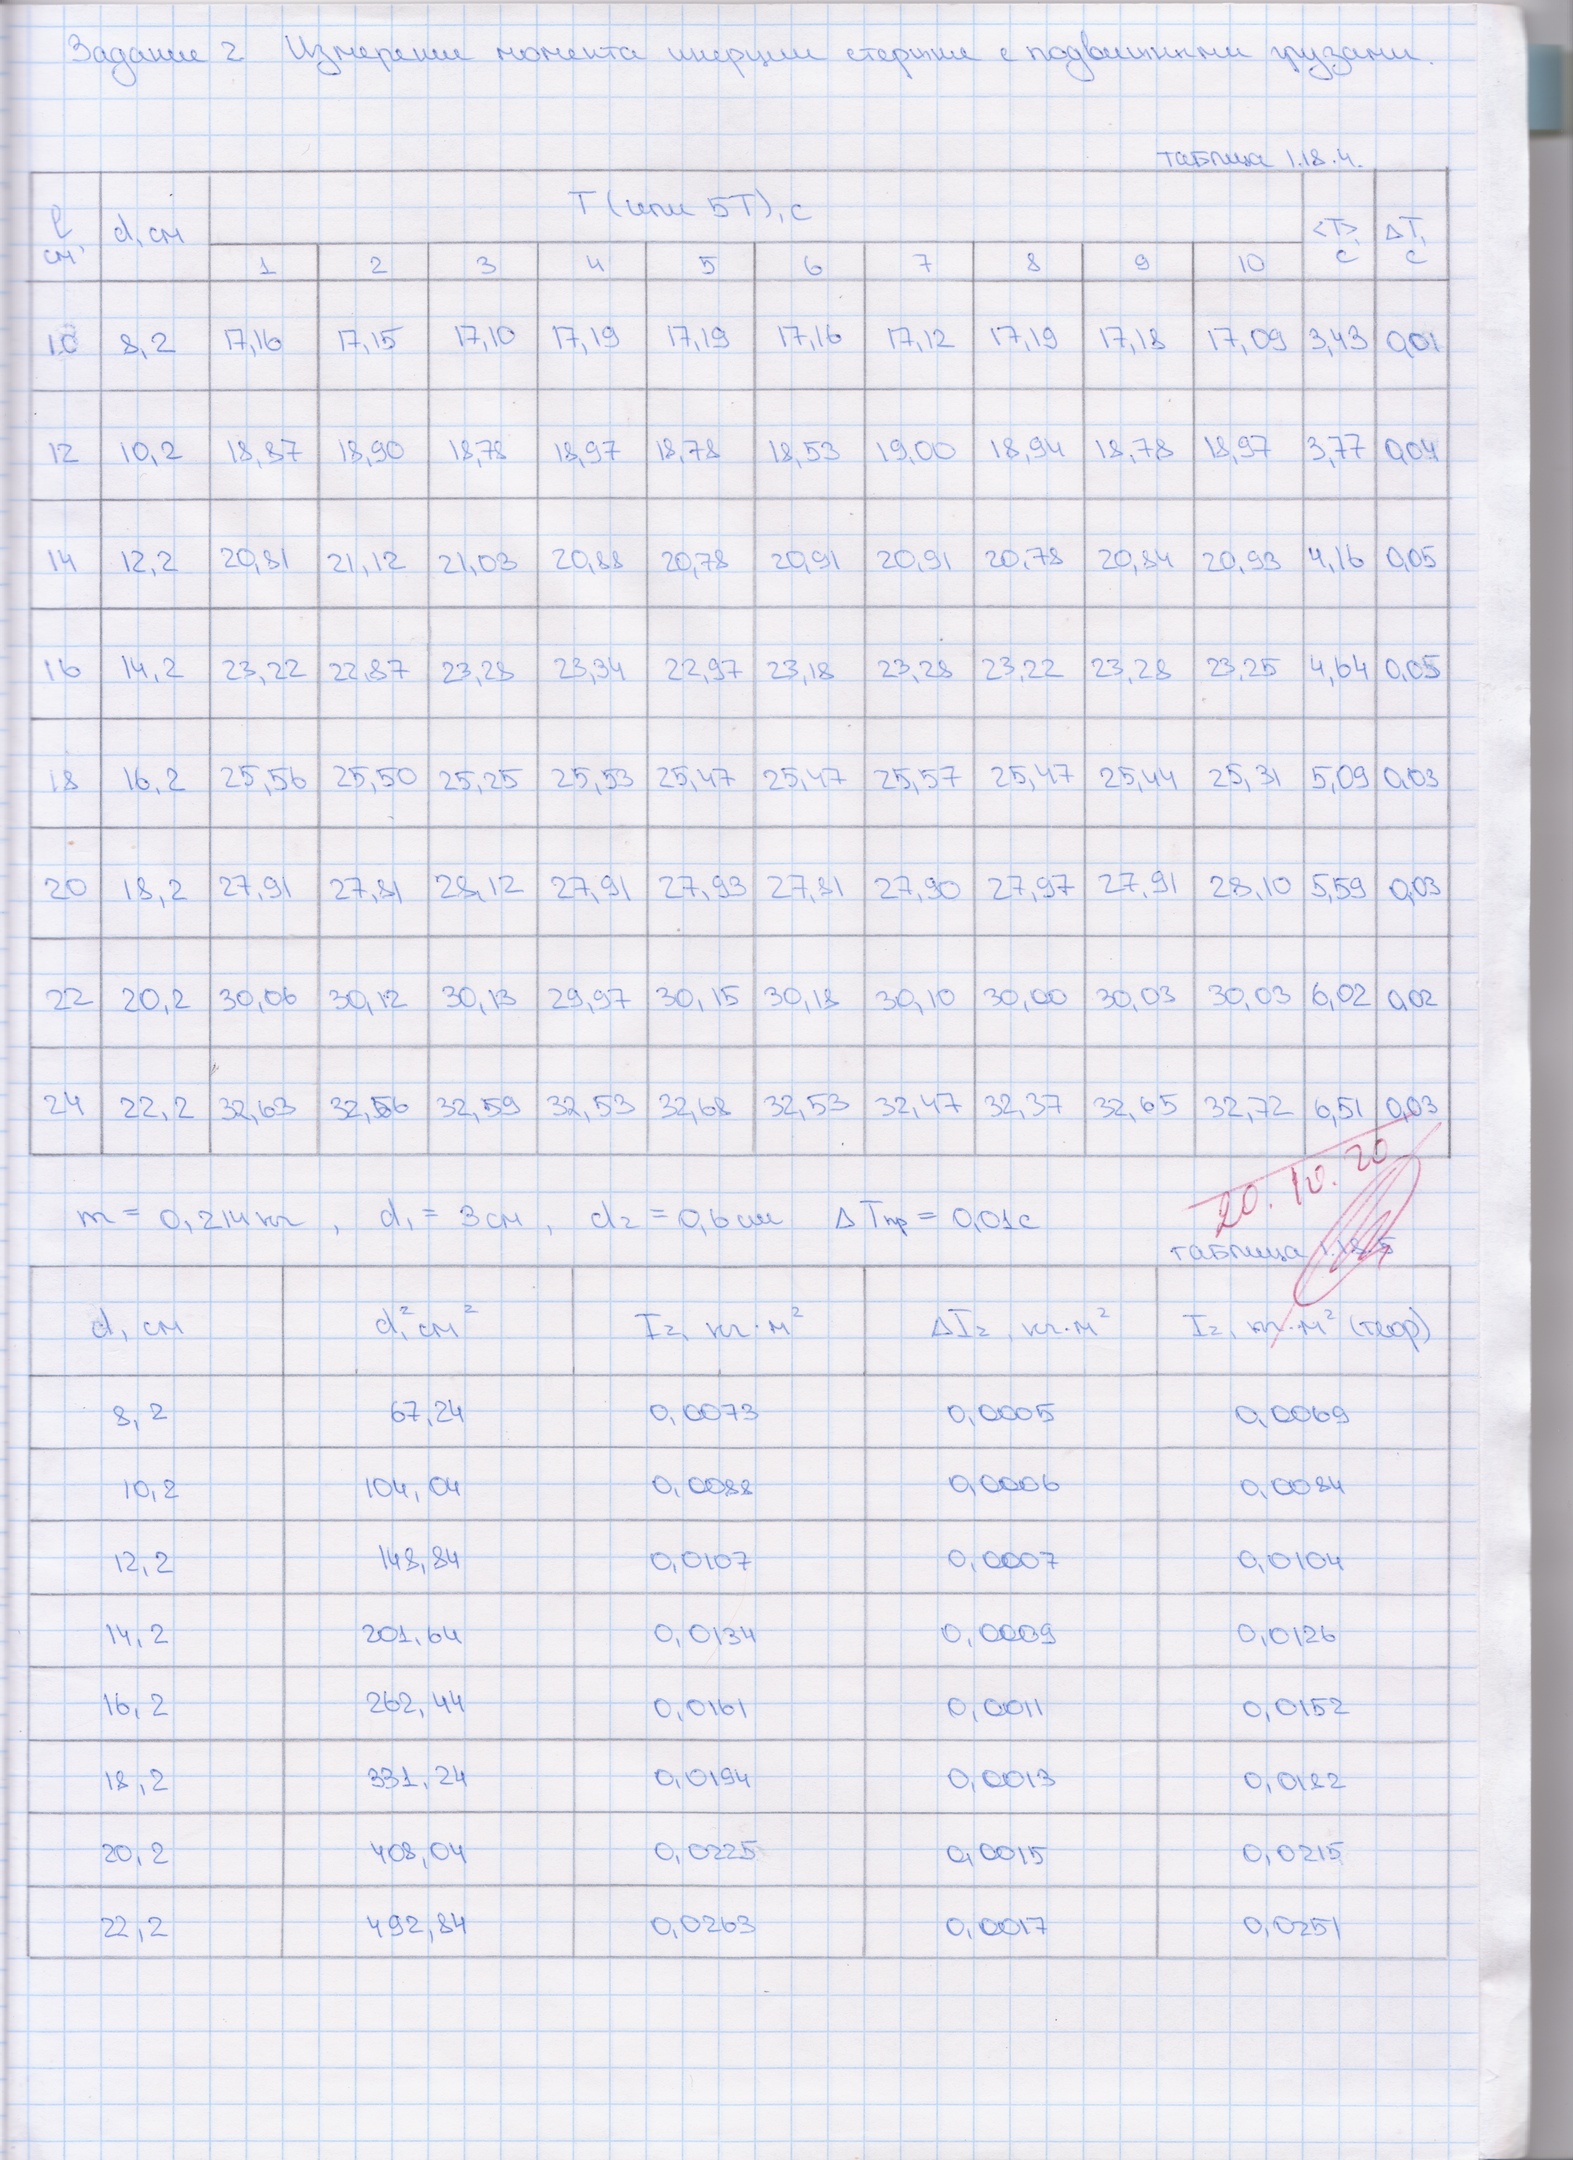 Задание 2 Измерение момента инерции стержня с подвижными грузами.
таблица 1.18.4.
l, см d, см T (или 5T), с <T>, с ΔT, с
1 2 3 4 5 6 7 8 9 10
10 8,2 17,16 17,15 17,10 17,19 17,19 17,16 17,12 17,19 17,18 17,09 3,43 0,01
12 10,2 18,87 18,90 18,78 18,97 18,78 18,53 19,00 18,94 18,78 18,97 3,77 0,04
14 12,2 20,81 21,12 21,03 20,88 20,78 20,91 20,91 20,78 20,84 20,93 4,16 0,05
16 14,2 23,22 22,87 23,28 23,34 22,97 23,18 23,28 23,22 23,28 23,25 4,64 0,05
18 16,2 25,56 25,50 25,25 25,53 25,47 25,47 25,57 25,47 25,44 25,31 5,09 0,03
20 18,2 27,91 27,81 28,12 27,91 27,93 27,81 27,90 27,97 27,91 28,10 5,59 0,03
22 20,2 30,06 30,12 30,13 29,97 30,15 30,18 30,10 30,00 30,03 30,03 6,02 0,02
24 22,2 32,63 32,56 32,59 32,53 32,68 32,53 32,47 32,37 32,65 32,72 6,51 0,03
20.10.20
m = 0,214 кг, d₁ = 3 см, d₂ = 0,6 см ΔTпр = 0,01 с
таблица 1.18.5
d, см d², см² I₂, кг·м² ΔI₂, кг·м² I₂, кг·м² (теор)
8,2 67,24 0,0073 0,0005 0,0069
10,2 104,04 0,0088 0,0006 0,0084
12,2 148,84 0,0107 0,0007 0,0104
14,2 201,64 0,0134 0,0009 0,0126
16,2 262,44 0,0161 0,0011 0,0152
18,2 331,24 0,0194 0,0013 0,0182
20,2 408,04 0,0225 0,0015 0,0215
22,2 492,84 0,0263 0,0017 0,0251